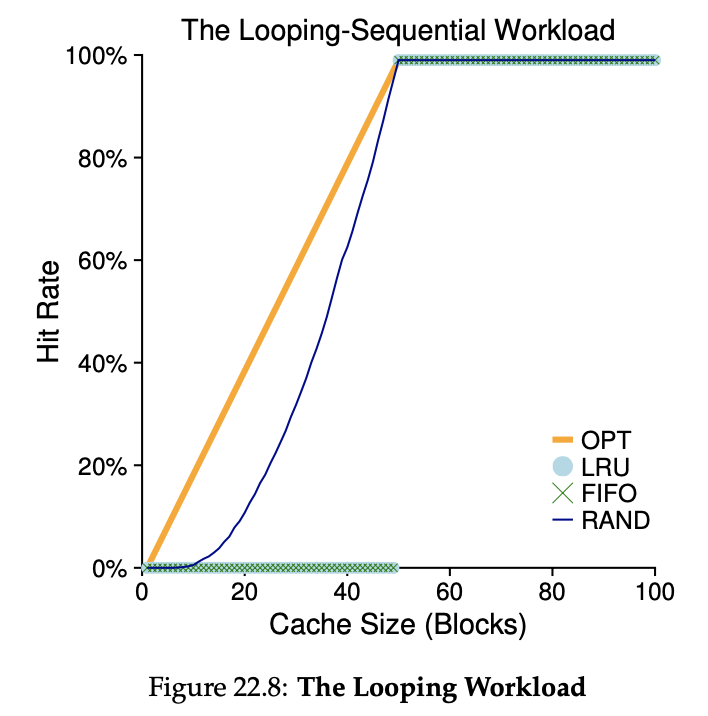 The Looping-Sequential Workload
100%
80%
60%
40%
20%
0%
Hit Rate
OPT
LRU
FIFO
RAND
0 20 40 60 80 100
Cache Size (Blocks)
Figure 22.8: The Looping Workload